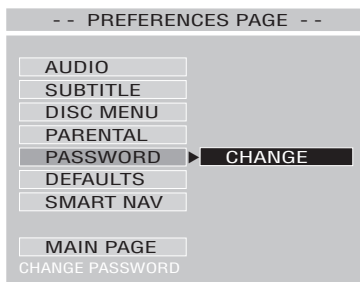 - - PREFERENCES PAGE - -
AUDIO
SUBTITLE
DISC MENU
PARENTAL
PASSWORD CHANGE
DEFAULTS
SMART NAV
MAIN PAGE
CHANGE PASSWORD